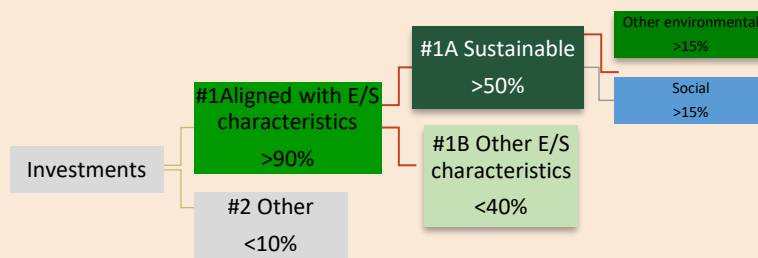 Investments
#1Aligned with E/S
characteristics
>90%
#2 Other
<10%
#1A Sustainable
>50%
#1B Other E/S
characteristics
<40%
Other environmental
>15%
Social
>15%